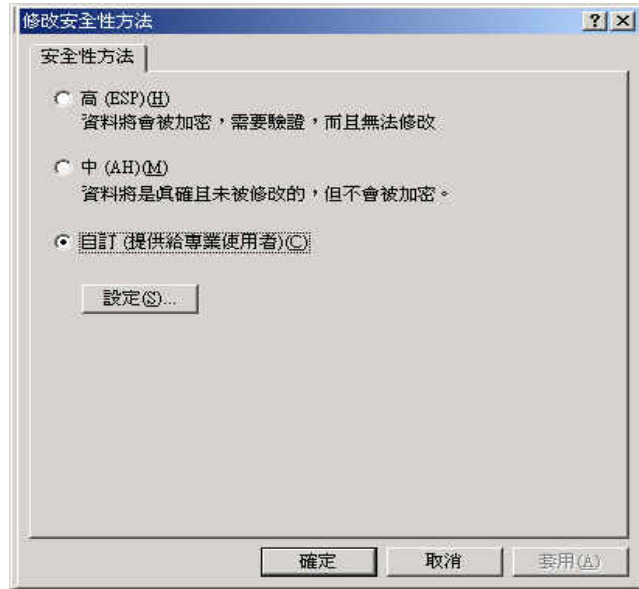 修改安全性方法
安全性方法
高 (ESP)(H)
資料將會被加密，需要驗證，而且無法修改
中 (AH)(M)
資料將是真確且未被修改的，但不會被加密。
自訂 (提供給專業使用者)(C)
設定(S)...
確定 取消 套用(A)